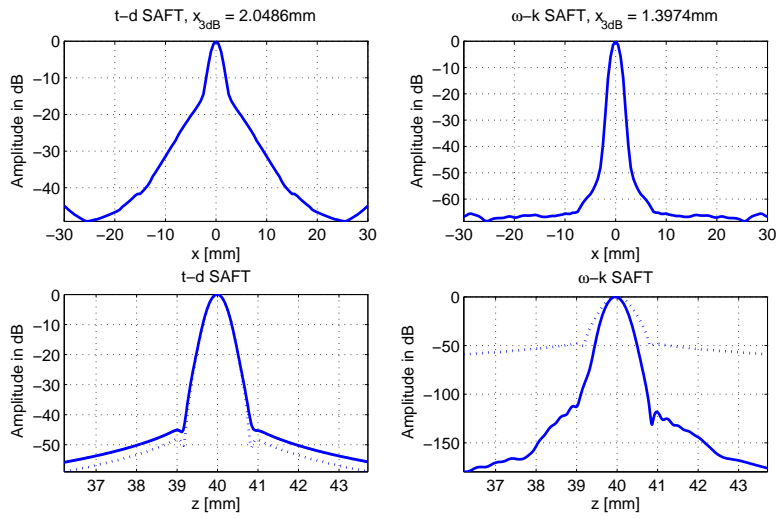 t−d SAFT, x3dB = 2.0486mm
0
−10
−20
−30
−40
−30 −20 −10 0 10 20 30
x [mm]
Amplitude in dB
ω−k SAFT, x3dB = 1.3974mm
0
−10
−20
−30
−40
−50
−60
−30 −20 −10 0 10 20 30
x [mm]
Amplitude in dB
t−d SAFT
0
−10
−20
−30
−40
−50
37 38 39 40 41 42 43
z [mm]
Amplitude in dB
ω−k SAFT
0
−50
−100
−150
37 38 39 40 41 42 43
z [mm]
Amplitude in dB